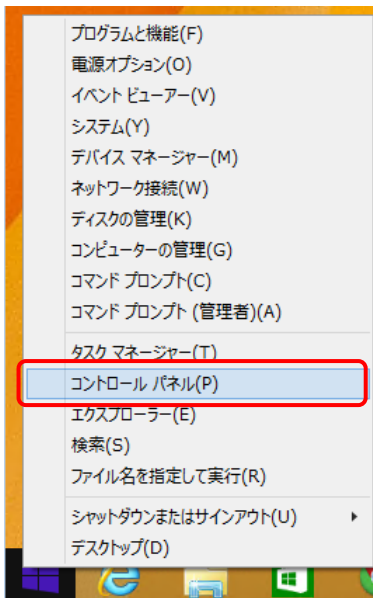 プログラムと機能(F)
電源オプション(O)
イベント ビューアー(V)
システム(Y)
デバイス マネージャー(M)
ネットワーク接続(W)
ディスクの管理(K)
コンピューターの管理(G)
コマンド プロンプト(C)
コマンド プロンプト (管理者)(A)
タスク マネージャー(T)
コントロール パネル(P)
エクスプローラー(E)
検索(S)
ファイル名を指定して実行(R)
シャットダウンまたはサインアウト(U)
デスクトップ(D)